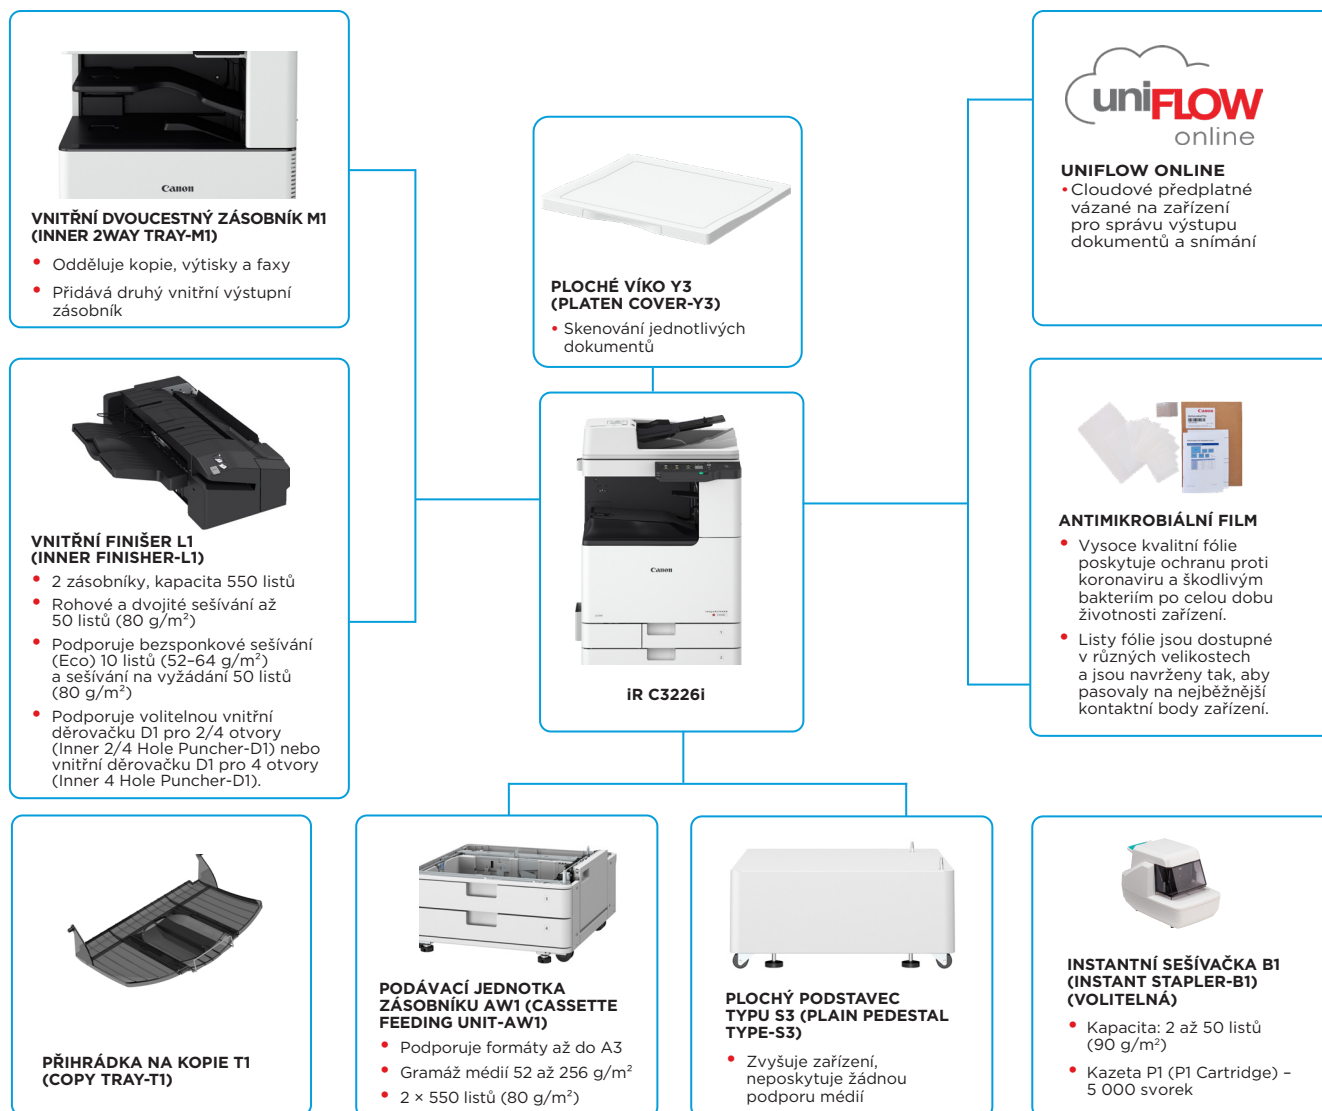 Canon
VNITŘNÍ DVOUCESTNÝ ZÁSOBNÍK M1
(INNER 2WAY TRAY-M1)
• Odděluje kopie, výtisky a faxy
• Přidává druhý vnitřní výstupní
zásobník
PLOCHÉ VÍKO Y3
(PLATEN COVER-Y3)
• Skenování jednotlivých
dokumentů
uniFLOW
online
UNIFLOW ONLINE
• Cloudové předplatné
vázané na zařízení
pro správu výstupu
dokumentů a snímání
VNITŘNÍ FINIŠER L1
(INNER FINISHER-L1)
• 2 zásobníky, kapacita 550 listů
• Rohové a dvojité sešívání až
50 listů (80 g/m²)
• Podporuje bezsponkové sešívání
(Eco) 10 listů (52–64 g/m²)
a sešívání na vyžádání 50 listů
(80 g/m²)
• Podporuje volitelnou vnitřní
děrovačku D1 pro 2/4 otvory
(Inner 2/4 Hole Puncher-D1) nebo
vnitřní děrovačku D1 pro 4 otvory
(Inner 4 Hole Puncher-D1).
Canon
iR C3226i
Canon
ANTIMIKROBIÁLNÍ FILM
• Vysoce kvalitní fólie
poskytuje ochranu proti
koronaviru a škodlivým
bakteriím po celou dobu
životnosti zařízení.
• Listy fólie jsou dostupné
v různých velikostech
a jsou navrženy tak, aby
pasovaly na nejběžnější
kontaktní body zařízení.
PŘIHRÁDKA NA KOPIE T1
(COPY TRAY-T1)
PODÁVACÍ JEDNOTKA
ZÁSOBNÍKU AW1 (CASSETTE
FEEDING UNIT-AW1)
• Podporuje formáty až do A3
• Gramáž médií 52 až 256 g/m²
• 2 × 550 listů (80 g/m²)
PLOCHÝ PODSTAVEC
TYPU S3 (PLAIN PEDESTAL
TYPE-S3)
• Zvyšuje zařízení,
neposkytuje žádnou
podporu médií
INSTANTNÍ SEŠÍVAČKA B1
(INSTANT STAPLER-B1)
(VOLITELNÁ)
• Kapacita: 2 až 50 listů
(90 g/m²)
• Kazeta P1 (P1 Cartridge) –
5 000 svorek